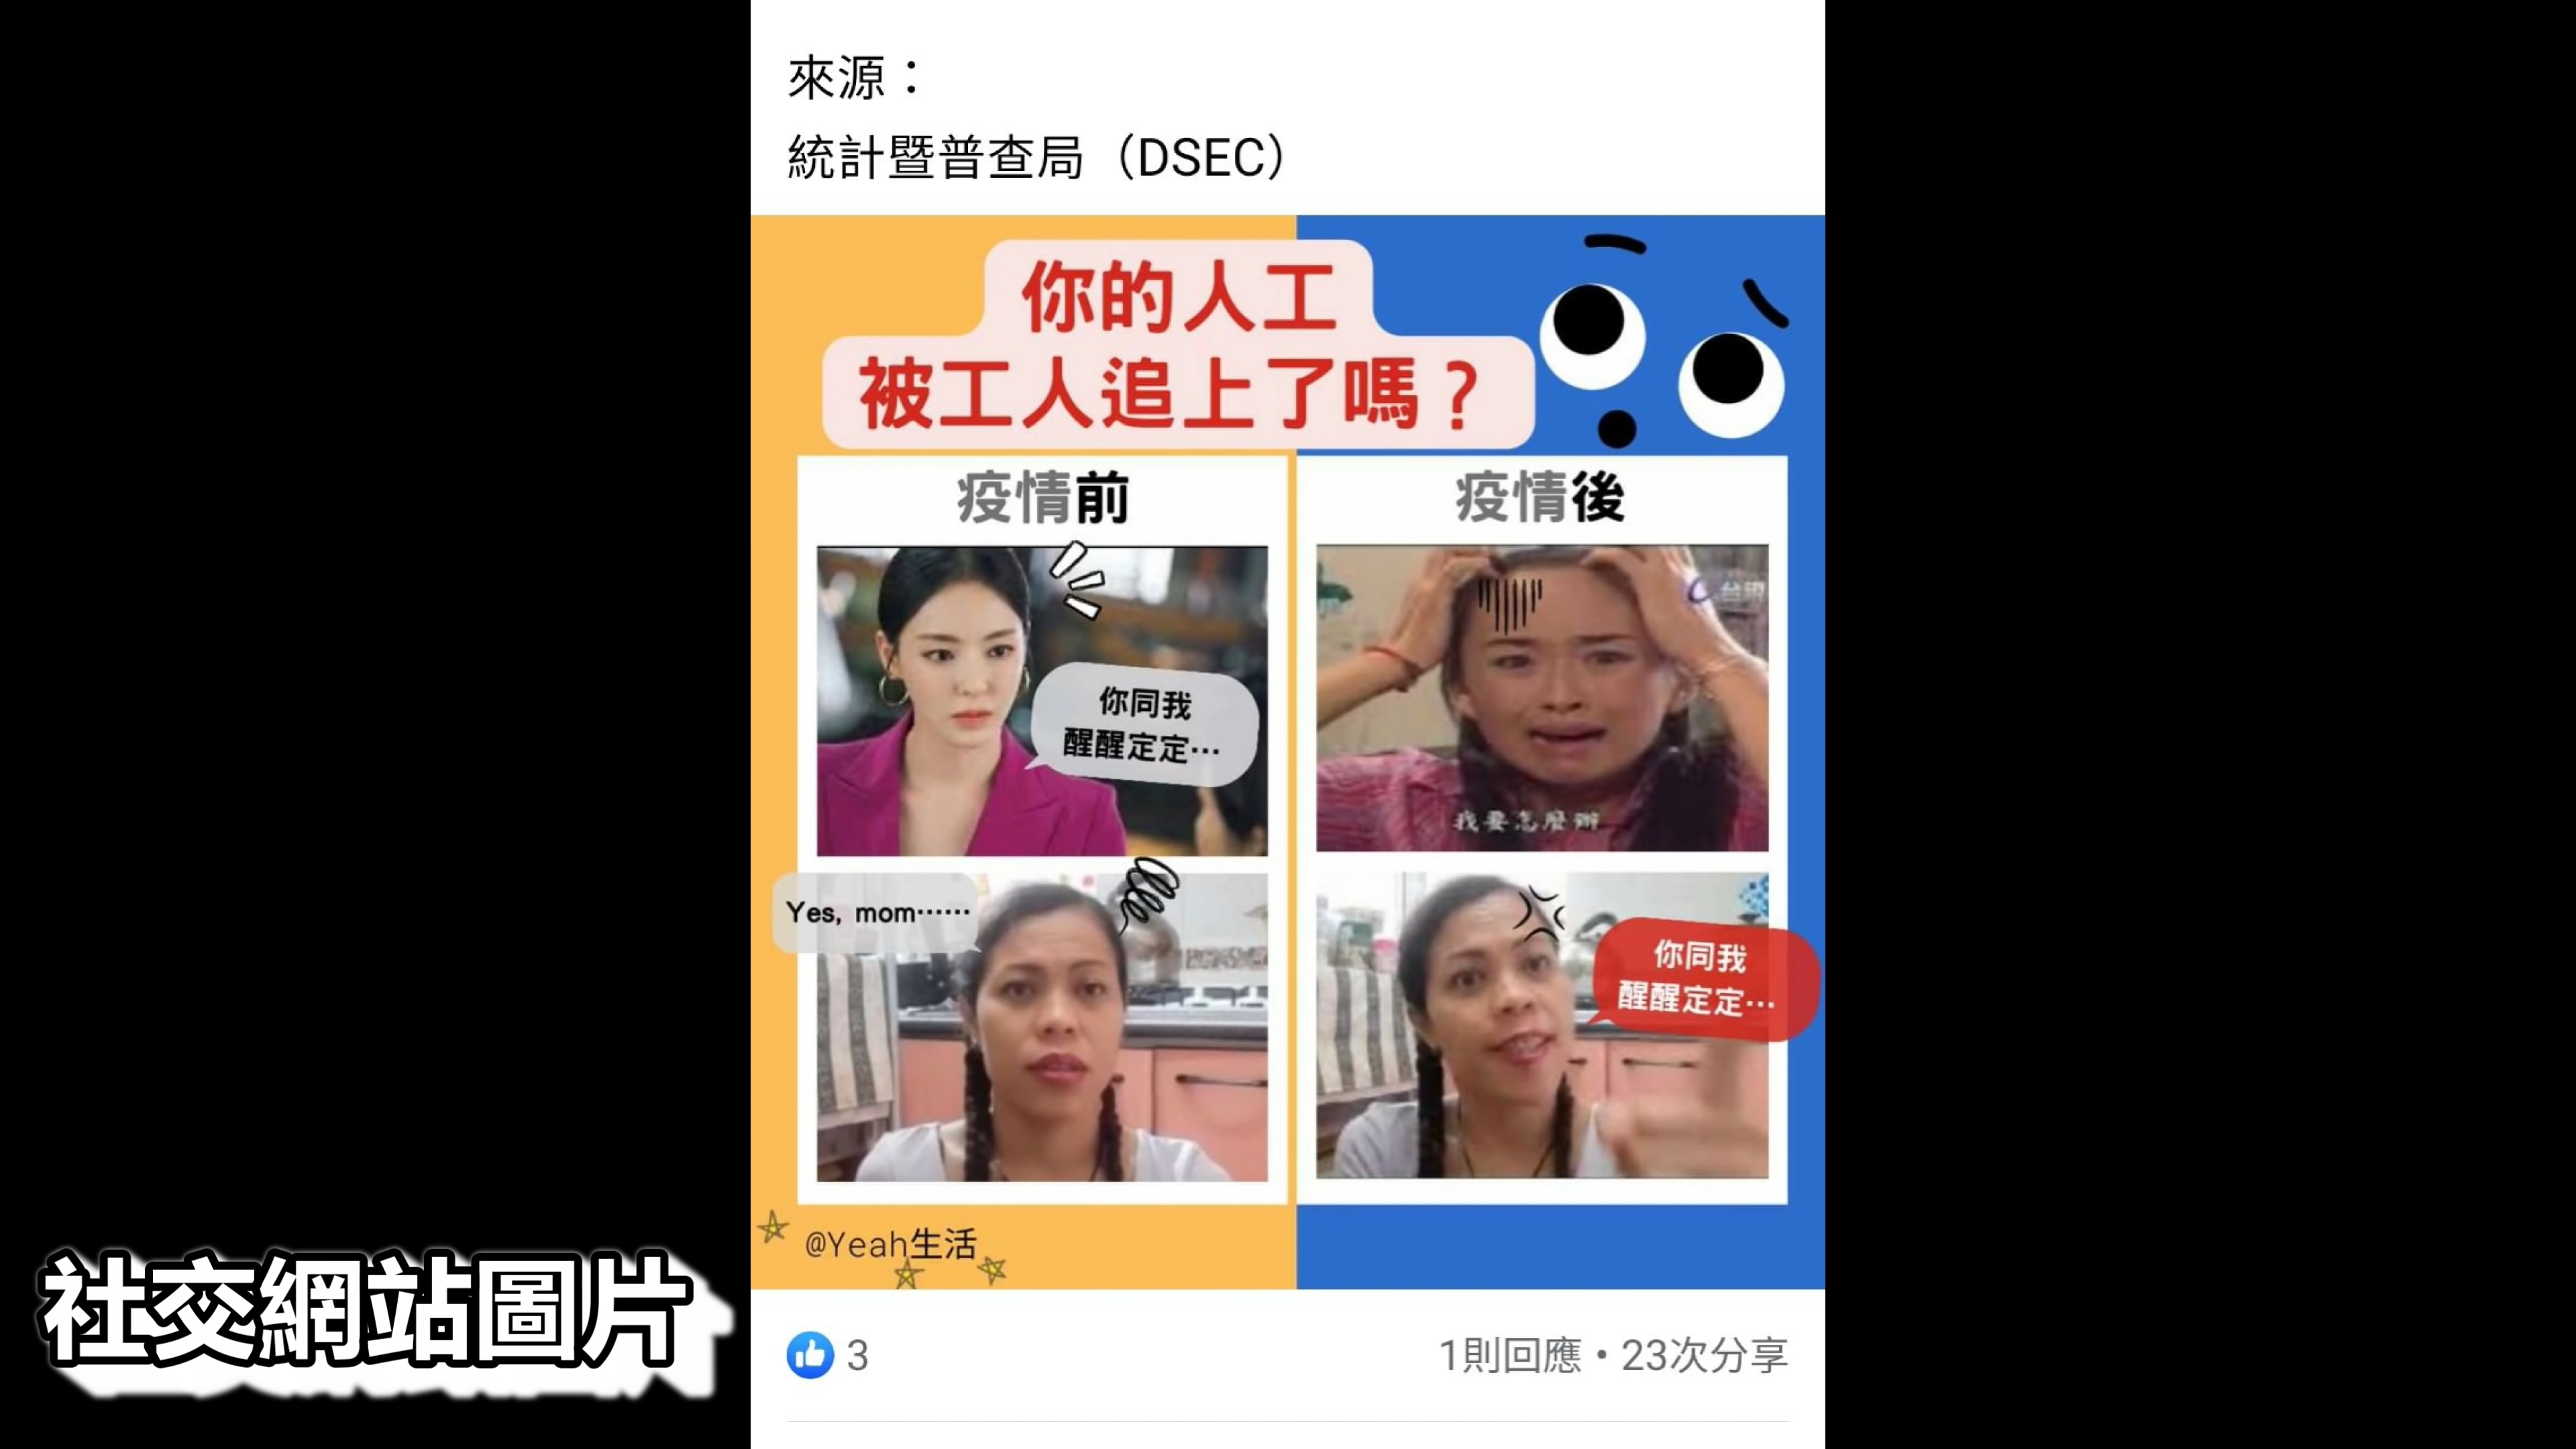 來源：
統計暨普查局（DSEC）
你的人工
被工人追上了嗎？
疫情前
疫情後
台視
你同我
醒醒定定…
我要怎麼辦
Yes, mom……
你同我
醒醒定定…
@Yeah生活
社交網站圖片
3
1則回應・23次分享